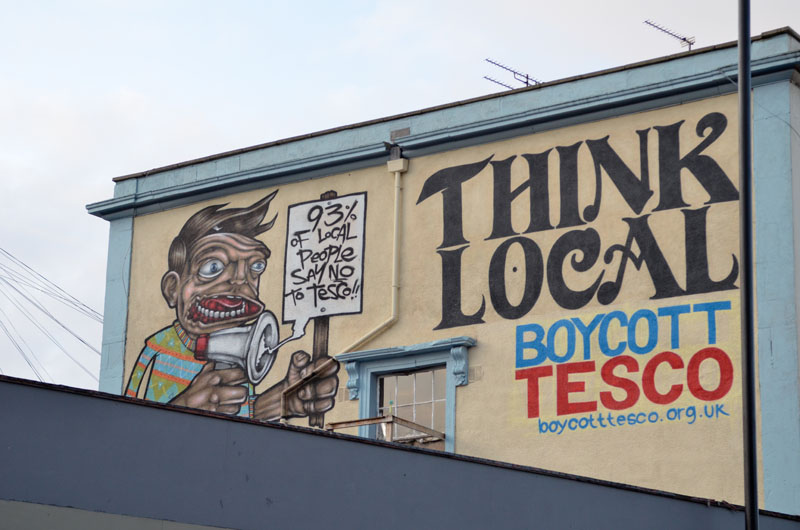 93%
OF LOCAL
PEOPLE
SAY NO
TO TESCO!!
THINK
LOCAL
BOYCOTT
TESCO
boycotttesco.org.uk